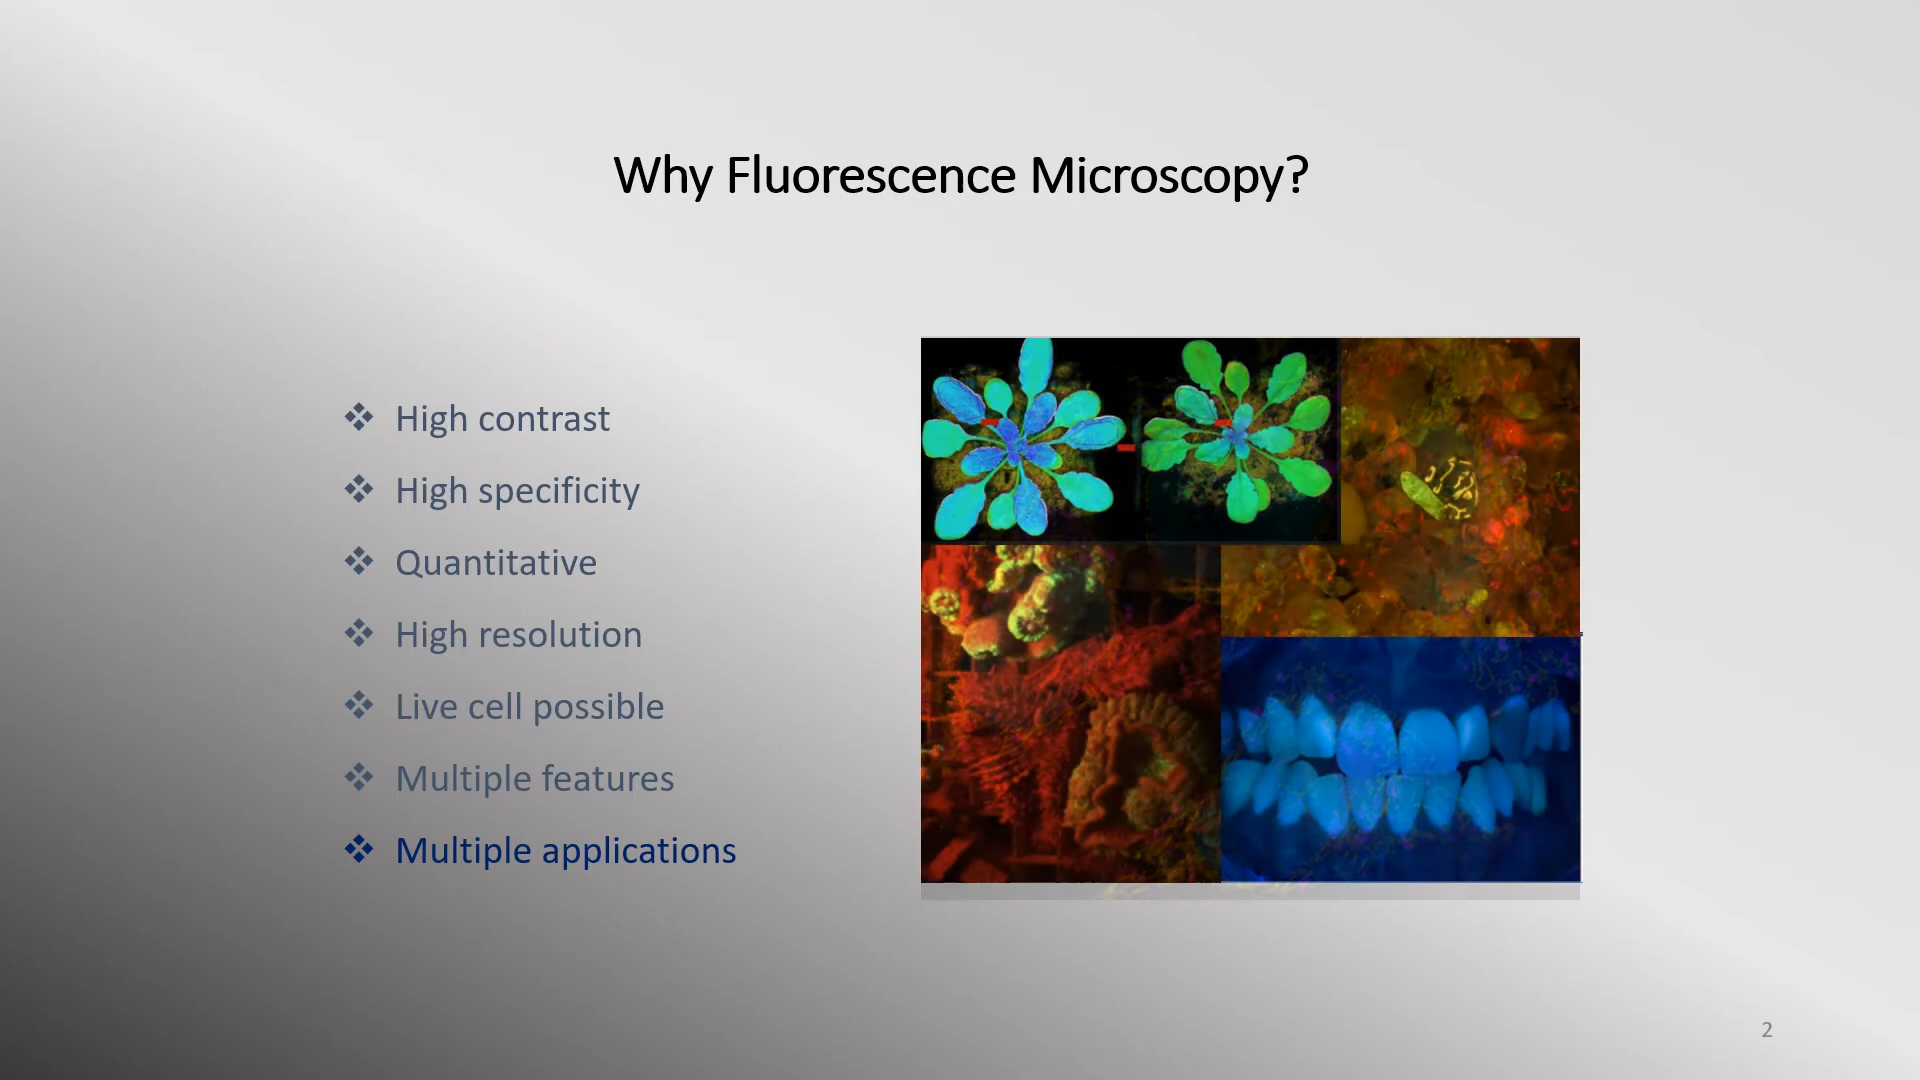 Why Fluorescence Microscopy?
❖ High contrast
❖ High specificity
❖ Quantitative
❖ High resolution
❖ Live cell possible
❖ Multiple features
❖ Multiple applications
2